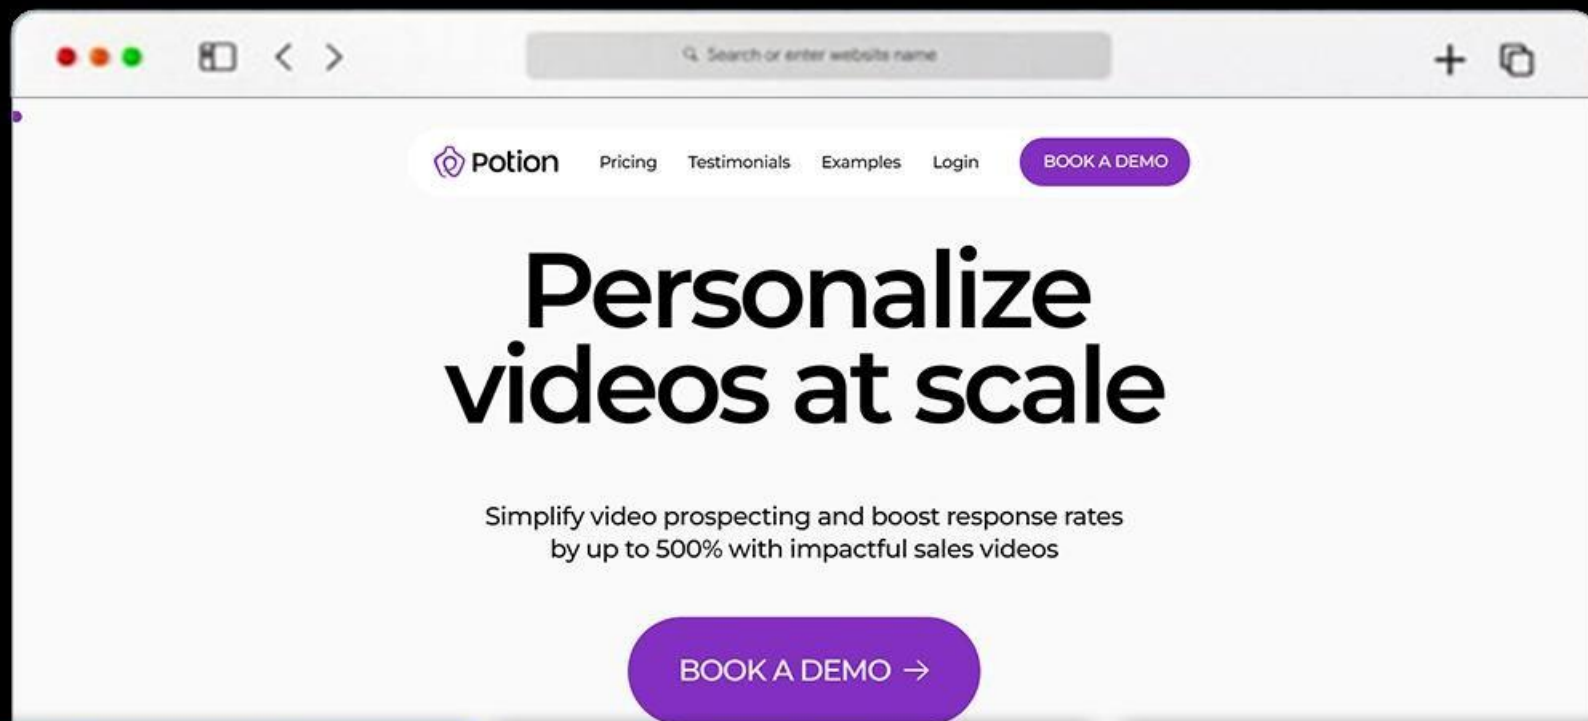 Search or enter website name
Potion Pricing Testimonials Examples Login BOOK A DEMO
Personalize
videos at scale
Simplify video prospecting and boost response rates
by up to 500% with impactful sales videos
BOOK A DEMO →